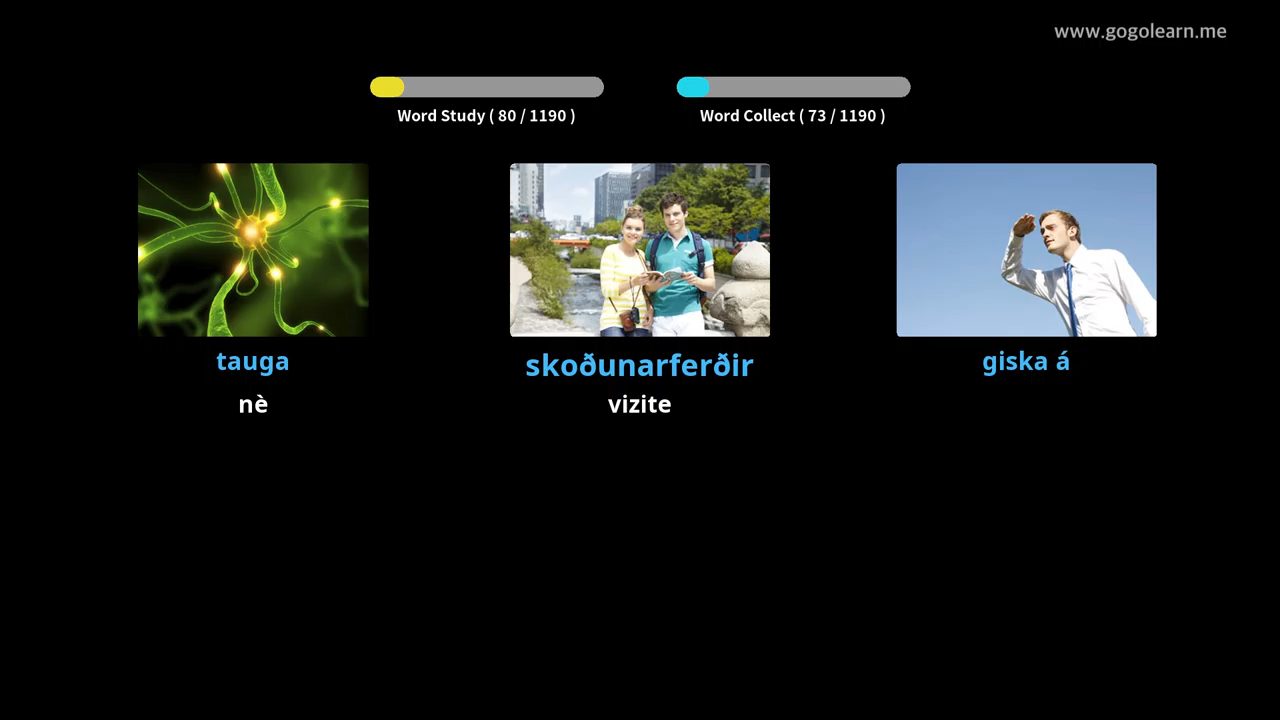 www.gogolearn.me
Word Study ( 80 / 1190 )
Word Collect ( 73 / 1190 )
tauga
skoðunarferðir
giska á
nè
vizite